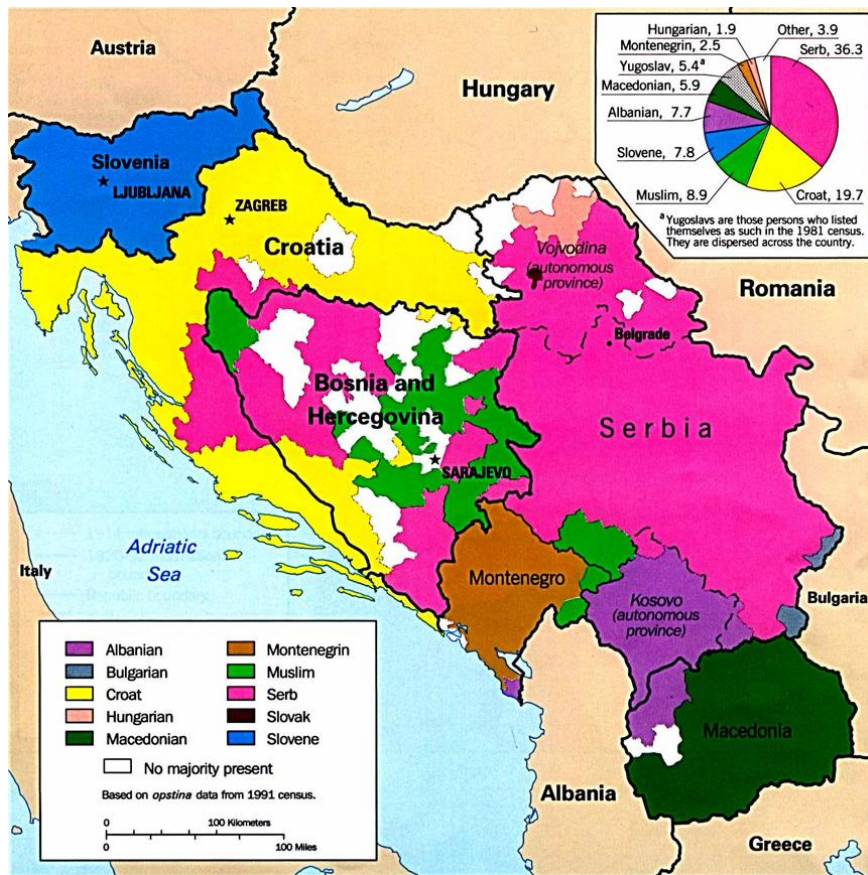 Austria
Hungary
Romania
Italy
Bulgaria
Albania
Greece
Adriatic
Sea
Slovenia
LJUBLJANA
ZAGREB
Croatia
Vojvodina
(autonomous
province)
Belgrade
Bosnia and
Hercegovina
SARAJEVO
Serbia
Montenegro
Kosovo
(autonomous
province)
Macedonia
Hungarian, 1.9
Other, 3.9
Montenegrin, 2.5
Serb, 36.3
Yugoslav, 5.4ª
Macedonian, 5.9
Albanian, 7.7
Slovene, 7.8
Muslim, 8.9
Croat, 19.7
ª Yugoslavs are those persons who listed
themselves as such in the 1981 census.
They are dispersed across the country.
Albanian
Bulgarian
Croat
Hungarian
Macedonian
Montenegrin
Muslim
Serb
Slovak
Slovene
No majority present
Based on opstina data from 1991 census.
0 100 Kilometers
0 100 Miles